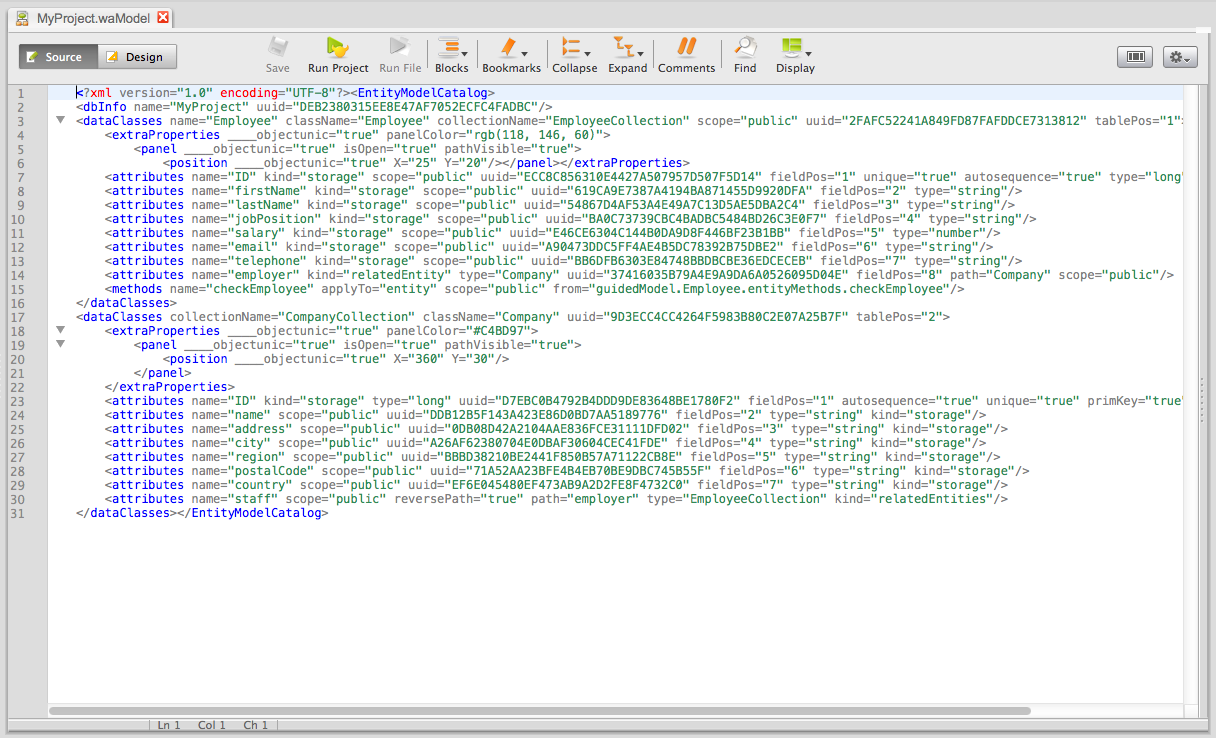 MyProject.waModel
Source Design Save Run Project Run File Blocks Bookmarks Collapse Expand Comments Find Display
1 <?xml version="1.0" encoding="UTF-8"?><EntityModelCatalog>
2 <dbInfo name="MyProject" uuid="DEB2380315EE8E47AF7052ECFC4FADBC"/>
3 <dataClasses name="Employee" className="Employee" collectionName="EmployeeCollection" scope="public" uuid="2FAFC52241A849FD87FAFDDCE7313812" tablePos="1">
4 <extraProperties ____objectunic="true" panelColor="rgb(118, 146, 60)">
5 <panel ____objectunic="true" isOpen="true" pathVisible="true">
6 <position ____objectunic="true" X="25" Y="20"/></panel></extraProperties>
7 <attributes name="ID" kind="storage" scope="public" uuid="ECC8C856310E4427A507957D507F5D14" fieldPos="1" unique="true" autosequence="true" type="long"
8 <attributes name="firstName" kind="storage" scope="public" uuid="619CA9E7387A4194BA871455D9920DFA" fieldPos="2" type="string"/>
9 <attributes name="lastName" kind="storage" scope="public" uuid="54867D4AF53A4E49A7C13D5AE5DBA2C4" fieldPos="3" type="string"/>
10 <attributes name="jobPosition" kind="storage" scope="public" uuid="BA0C73739CBC4BADBC5484BD26C3E0F7" fieldPos="4" type="string"/>
11 <attributes name="salary" kind="storage" scope="public" uuid="E46CE6304C144B0DA9D8F446BF23B1BB" fieldPos="5" type="number"/>
12 <attributes name="email" kind="storage" scope="public" uuid="A90473DDC5FF4AE4B5DC78392B75DBE2" fieldPos="6" type="string"/>
13 <attributes name="telephone" kind="storage" scope="public" uuid="BB6DFB6303E84748BBDBCBE36EDCECEB" fieldPos="7" type="string"/>
14 <attributes name="employer" kind="relatedEntity" type="Company" uuid="37416035B79A4E9A9DA6A0526095D04E" fieldPos="8" path="Company" scope="public"/>
15 <methods name="checkEmployee" applyTo="entity" scope="public" from="guidedModel.Employee.entityMethods.checkEmployee"/>
16 </dataClasses>
17 <dataClasses collectionName="CompanyCollection" className="Company" uuid="9D3ECC4CC4264F5983B80C2E07A25B7F" tablePos="2">
18 <extraProperties ____objectunic="true" panelColor="#C4BD97">
19 <panel ____objectunic="true" isOpen="true" pathVisible="true">
20 <position ____objectunic="true" X="360" Y="30"/>
21 </panel>
22 </extraProperties>
23 <attributes name="ID" kind="storage" type="long" uuid="D7EBC0B4792B4DDD9DE83648BE1780F2" fieldPos="1" autosequence="true" unique="true" primKey="true"
24 <attributes name="name" scope="public" uuid="DDB12B5F143A423E86D0BD7AA5189776" fieldPos="2" type="string" kind="storage"/>
25 <attributes name="address" scope="public" uuid="0DB08D42A2104AAE836FCE31111DFD02" fieldPos="3" type="string" kind="storage"/>
26 <attributes name="city" scope="public" uuid="A26AF62380704E0DBAF30604CEC41FDE" fieldPos="4" type="string" kind="storage"/>
27 <attributes name="region" scope="public" uuid="BBBD38210BE2441F850B57A71122CB8E" fieldPos="5" type="string" kind="storage"/>
28 <attributes name="postalCode" scope="public" uuid="71A52AA23BFE4B4EB70BE9DBC745B55F" fieldPos="6" type="string" kind="storage"/>
29 <attributes name="country" scope="public" uuid="EF6E045480EF473AB9A2D2FE8F4732C0" fieldPos="7" type="string" kind="storage"/>
30 <attributes name="staff" scope="public" reversePath="true" path="employer" type="EmployeeCollection" kind="relatedEntities"/>
31 </dataClasses></EntityModelCatalog>
Ln 1 Col 1 Ch 1